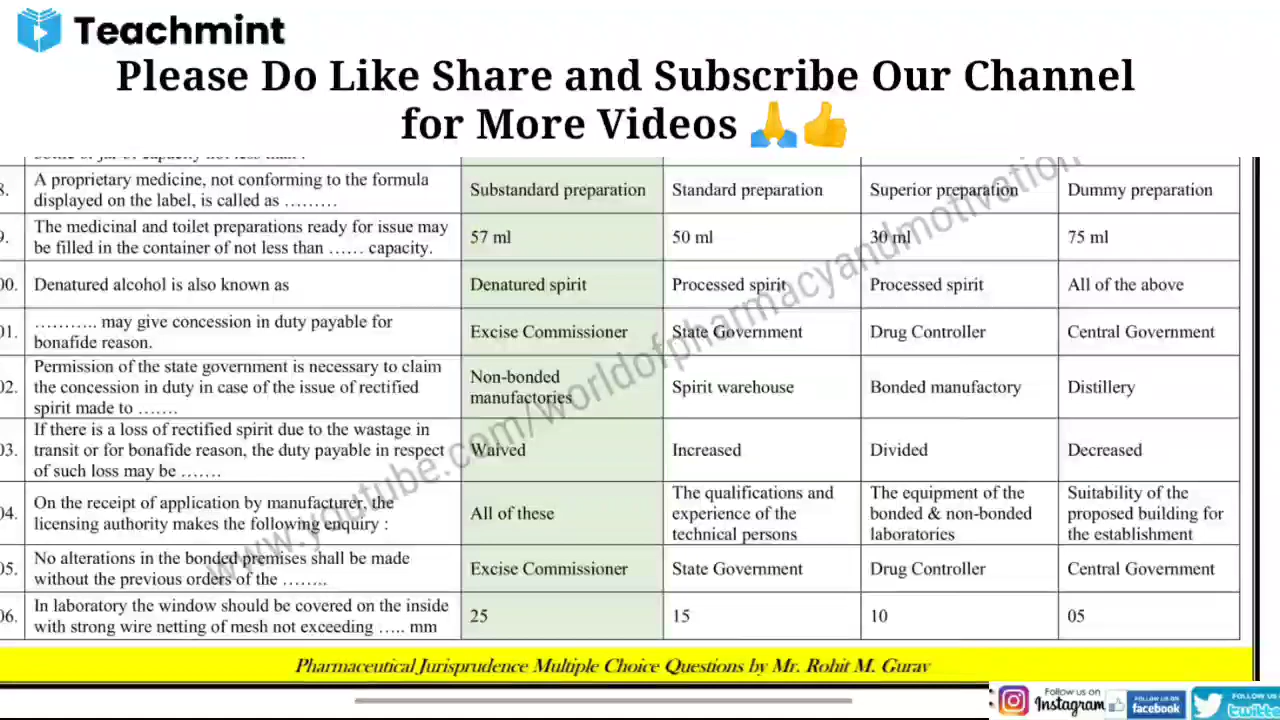 Teachmint
Please Do Like Share and Subscribe Our Channel
for More Videos 🙏👍
8.
A proprietary medicine, not conforming to the formula
displayed on the label, is called as ………
Substandard preparation
Standard preparation
Superior preparation
Dummy preparation
9.
The medicinal and toilet preparations ready for issue may
be filled in the container of not less than …… capacity.
57 ml
50 ml
30 ml
75 ml
00.
Denatured alcohol is also known as
Denatured spirit
Processed spirit
Processed spirit
All of the above
01.
……….. may give concession in duty payable for
bonafide reason.
Excise Commissioner
State Government
Drug Controller
Central Government
02.
Permission of the state government is necessary to claim
the concession in duty in case of the issue of rectified
spirit made to …….
Non-bonded
manufactories
Spirit warehouse
Bonded manufactory
Distillery
03.
If there is a loss of rectified spirit due to the wastage in
transit or for bonafide reason, the duty payable in respect
of such loss may be …….
Waived
Increased
Divided
Decreased
04.
On the receipt of application by manufacturer, the
licensing authority makes the following enquiry :
All of these
The qualifications and
experience of the
technical persons
The equipment of the
bonded & non-bonded
laboratories
Suitability of the
proposed building for
the establishment
05.
No alterations in the bonded premises shall be made
without the previous orders of the ……..
Excise Commissioner
State Government
Drug Controller
Central Government
06.
In laboratory the window should be covered on the inside
with strong wire netting of mesh not exceeding ….. mm
25
15
10
05
www.youtube.com/worldofpharmacyandmotivation
Pharmaceutical Jurisprudence Multiple Choice Questions by Mr. Rohit M. Gurav
Follow us on
Instagram
FOLLOW US ON
facebook
FOLLOW US
twitte